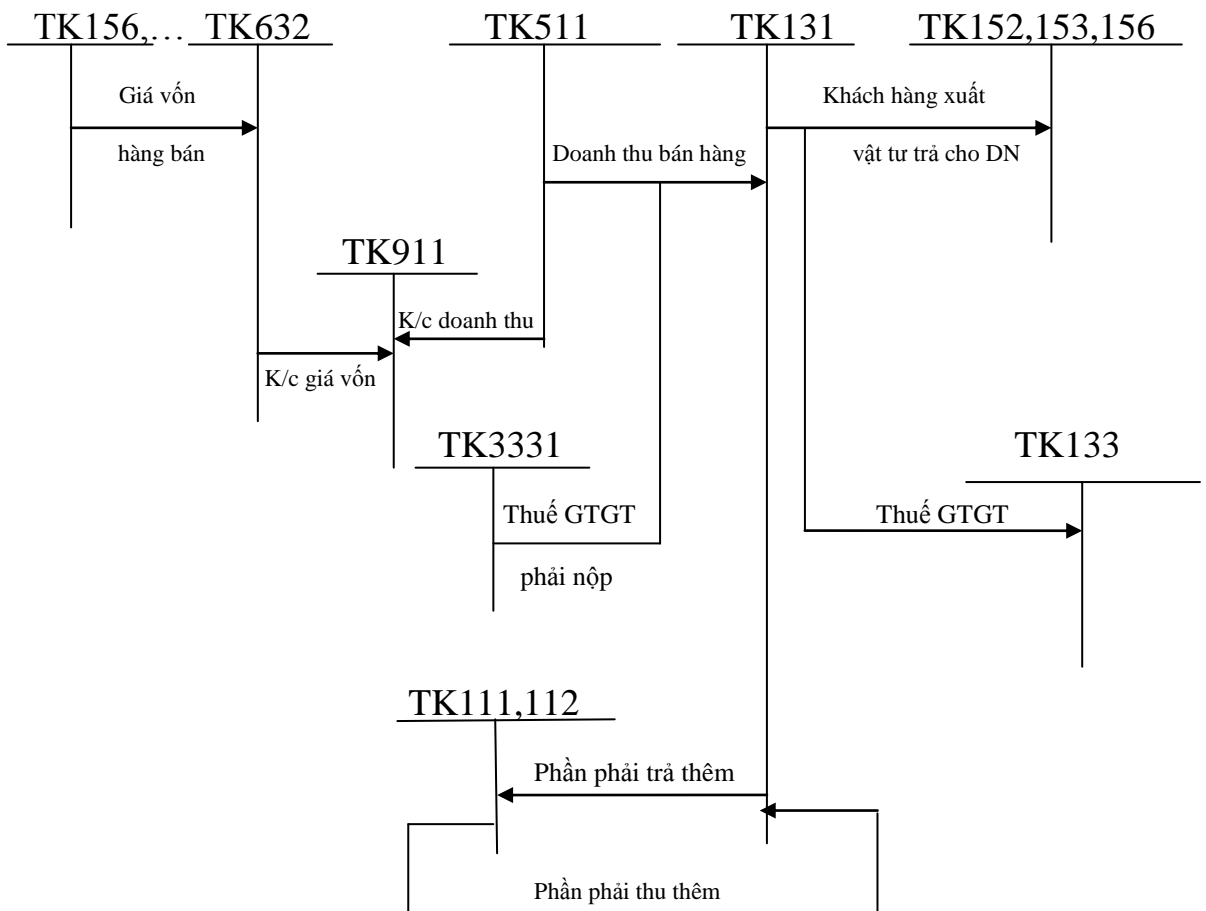 TK156,… TK632 TK511 TK131 TK152,153,156
Giá vốn
hàng bán
Khách hàng xuất
vật tư trả cho DN
Doanh thu bán hàng
TK911
K/c doanh thu
K/c giá vốn
TK3331
TK133
Thuế GTGT
phải nộp
Thuế GTGT
TK111,112
Phần phải trả thêm
Phần phải thu thêm